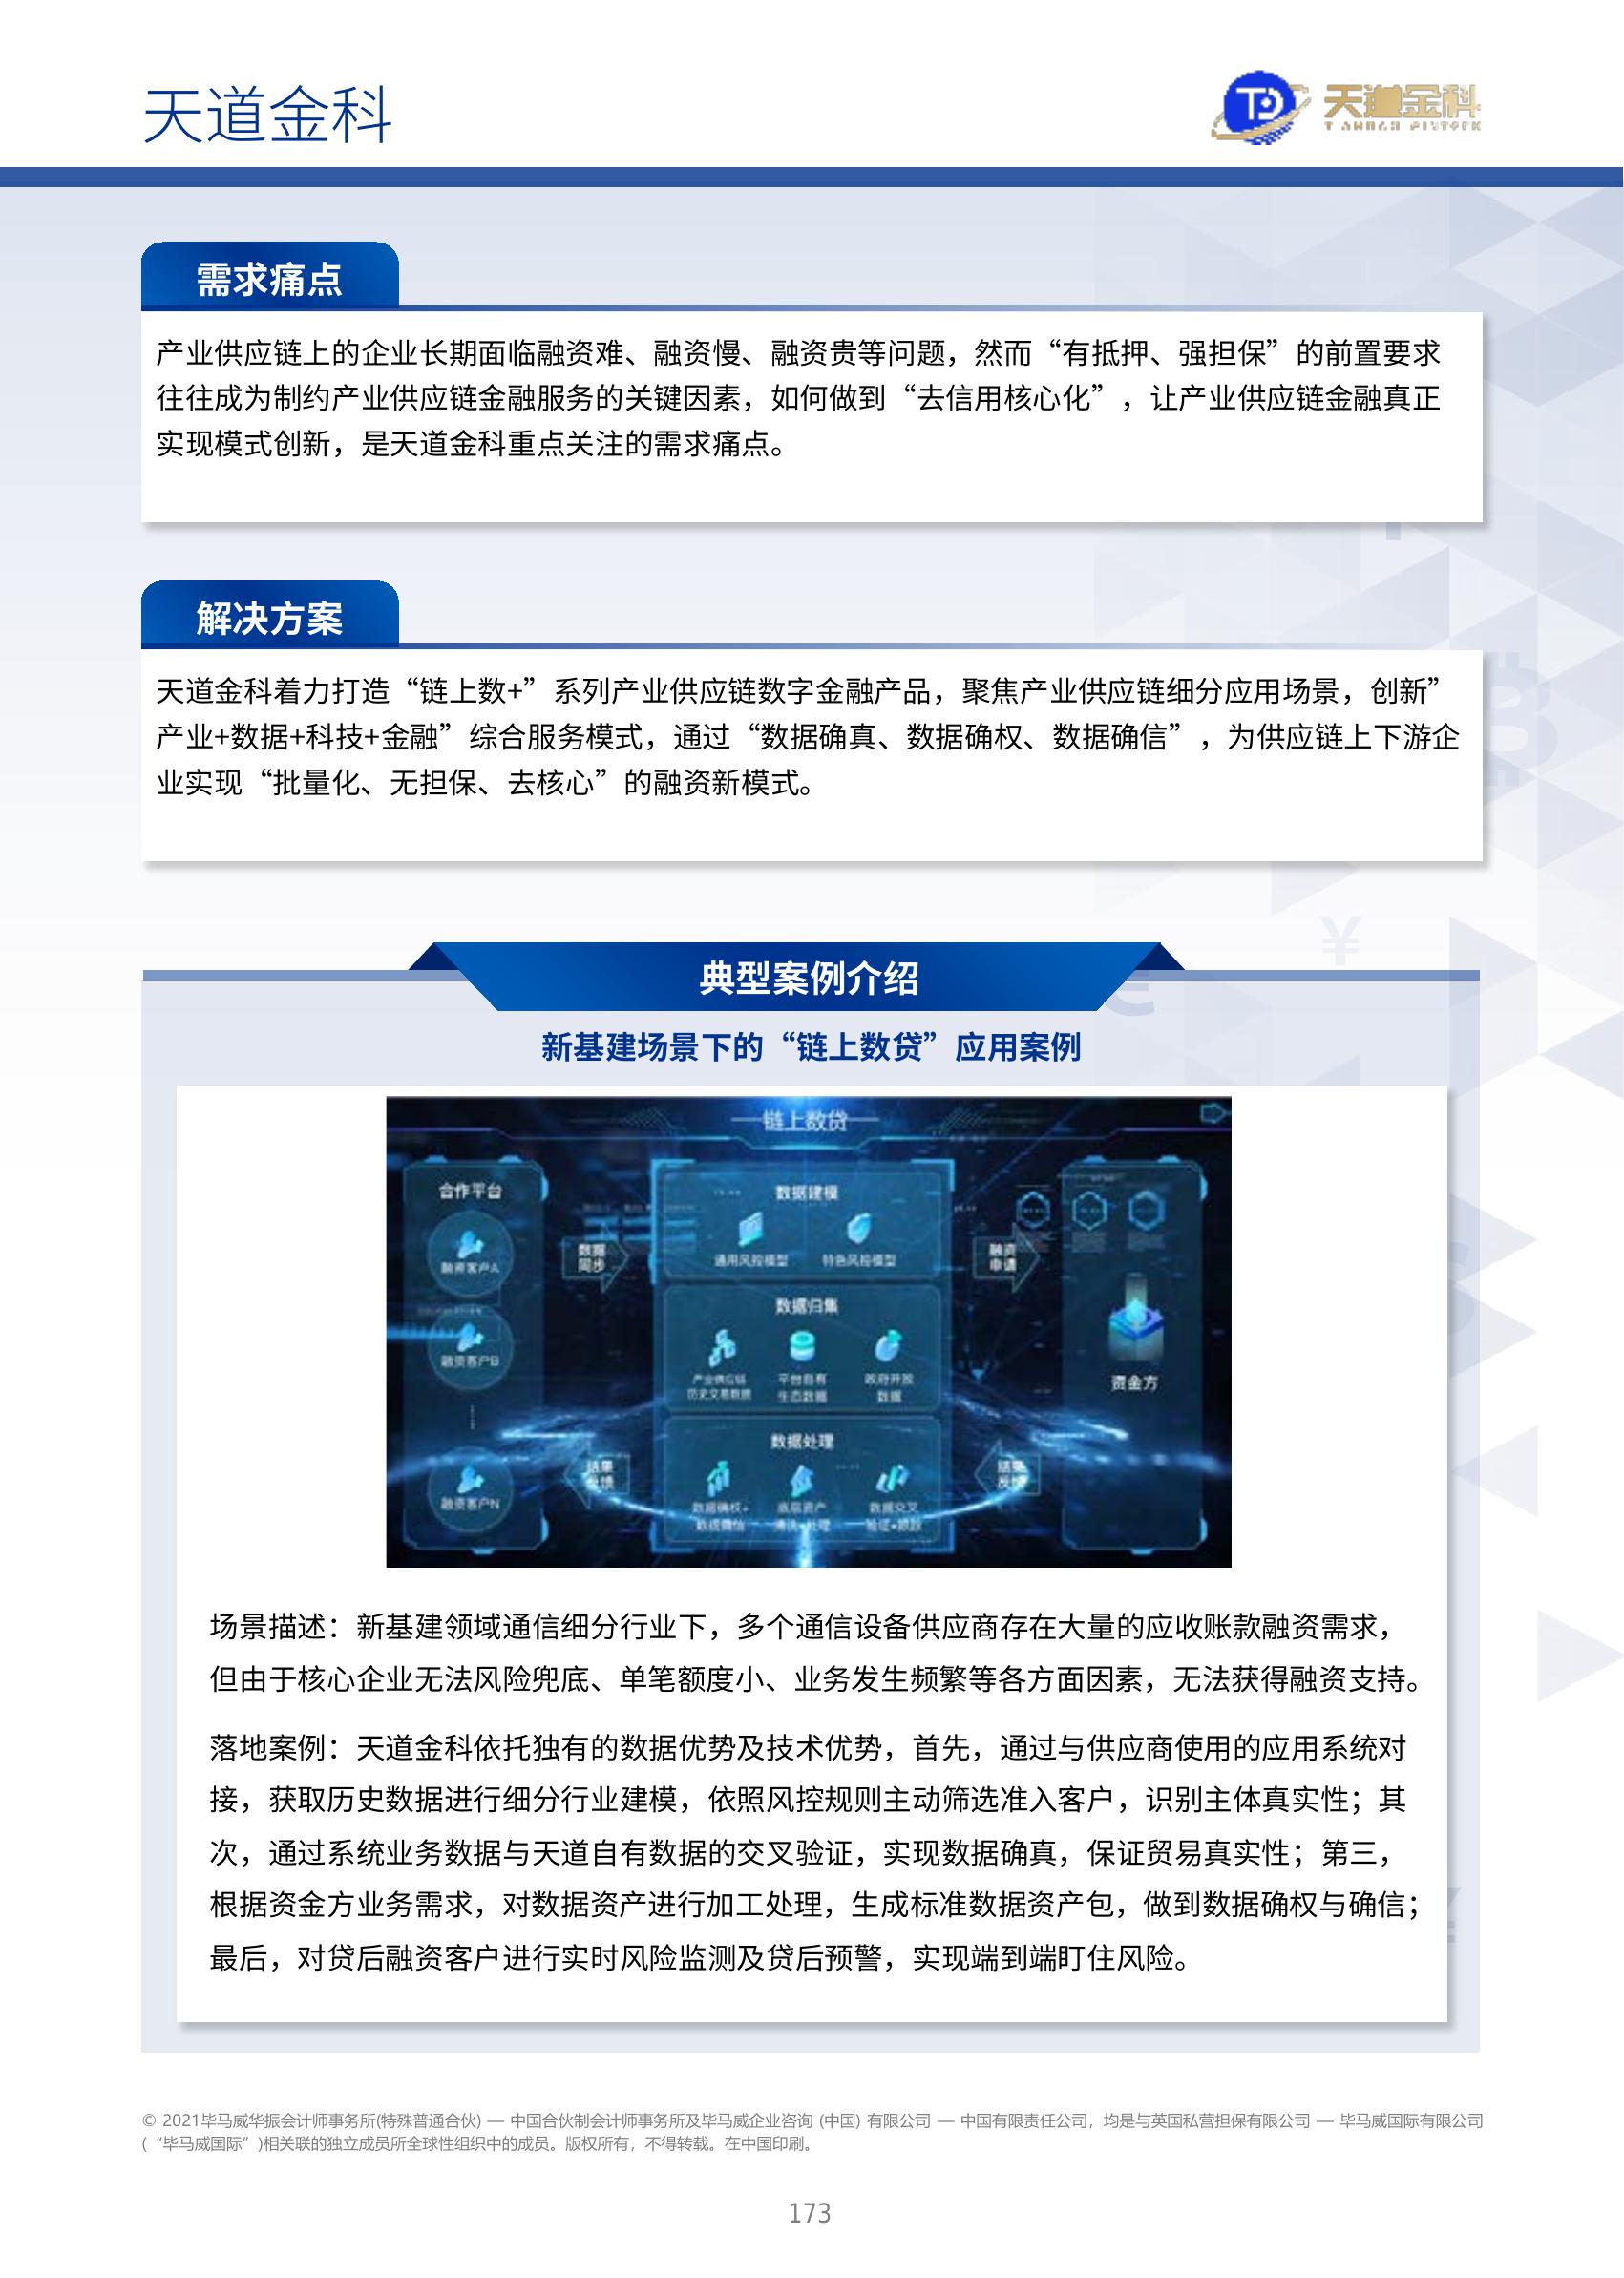 天道金科
天道金科
需求痛点
产业供应链上的企业长期面临融资难、融资慢、融资贵等问题，然而“有抵押、强担保”的前置要求
往往成为制约产业供应链金融服务的关键因素，如何做到“去信用核心化”，让产业供应链金融真正
实现模式创新，是天道金科重点关注的需求痛点。
解决方案
天道金科着力打造“链上数+”系列产业供应链数字金融产品，聚焦产业供应链细分应用场景，创新”
产业+数据+科技+金融”综合服务模式，通过“数据确真、数据确权、数据确信”，为供应链上下游企
业实现“批量化、无担保、去核心”的融资新模式。
典型案例介绍
新基建场景下的“链上数贷”应用案例
链上数贷
合作平台
融资客户A
融资客户B
融资客户N
数据
同步
结果
反馈
数据建模
通用风控模型 特色风控模型
数据归集
产业供应链 平台自有 政府开放
历史交易数据 生态数据 数据
数据处理
数据确权+ 底层资产 数据交叉
融资
申请
结果
反馈
资金方
场景描述：新基建领域通信细分行业下，多个通信设备供应商存在大量的应收账款融资需求，
但由于核心企业无法风险兜底、单笔额度小、业务发生频繁等各方面因素，无法获得融资支持。
落地案例：天道金科依托独有的数据优势及技术优势，首先，通过与供应商使用的应用系统对
接，获取历史数据进行细分行业建模，依照风控规则主动筛选准入客户，识别主体真实性；其
次，通过系统业务数据与天道自有数据的交叉验证，实现数据确真，保证贸易真实性；第三，
根据资金方业务需求，对数据资产进行加工处理，生成标准数据资产包，做到数据确权与确信；
最后，对贷后融资客户进行实时风险监测及贷后预警，实现端到端盯住风险。
© 2021毕马威华振会计师事务所(特殊普通合伙) — 中国合伙制会计师事务所及毕马威企业咨询 (中国) 有限公司 — 中国有限责任公司，均是与英国私营担保有限公司 — 毕马威国际有限公司
(“毕马威国际”)相关联的独立成员所全球性组织中的成员。版权所有，不得转载。在中国印刷。
173